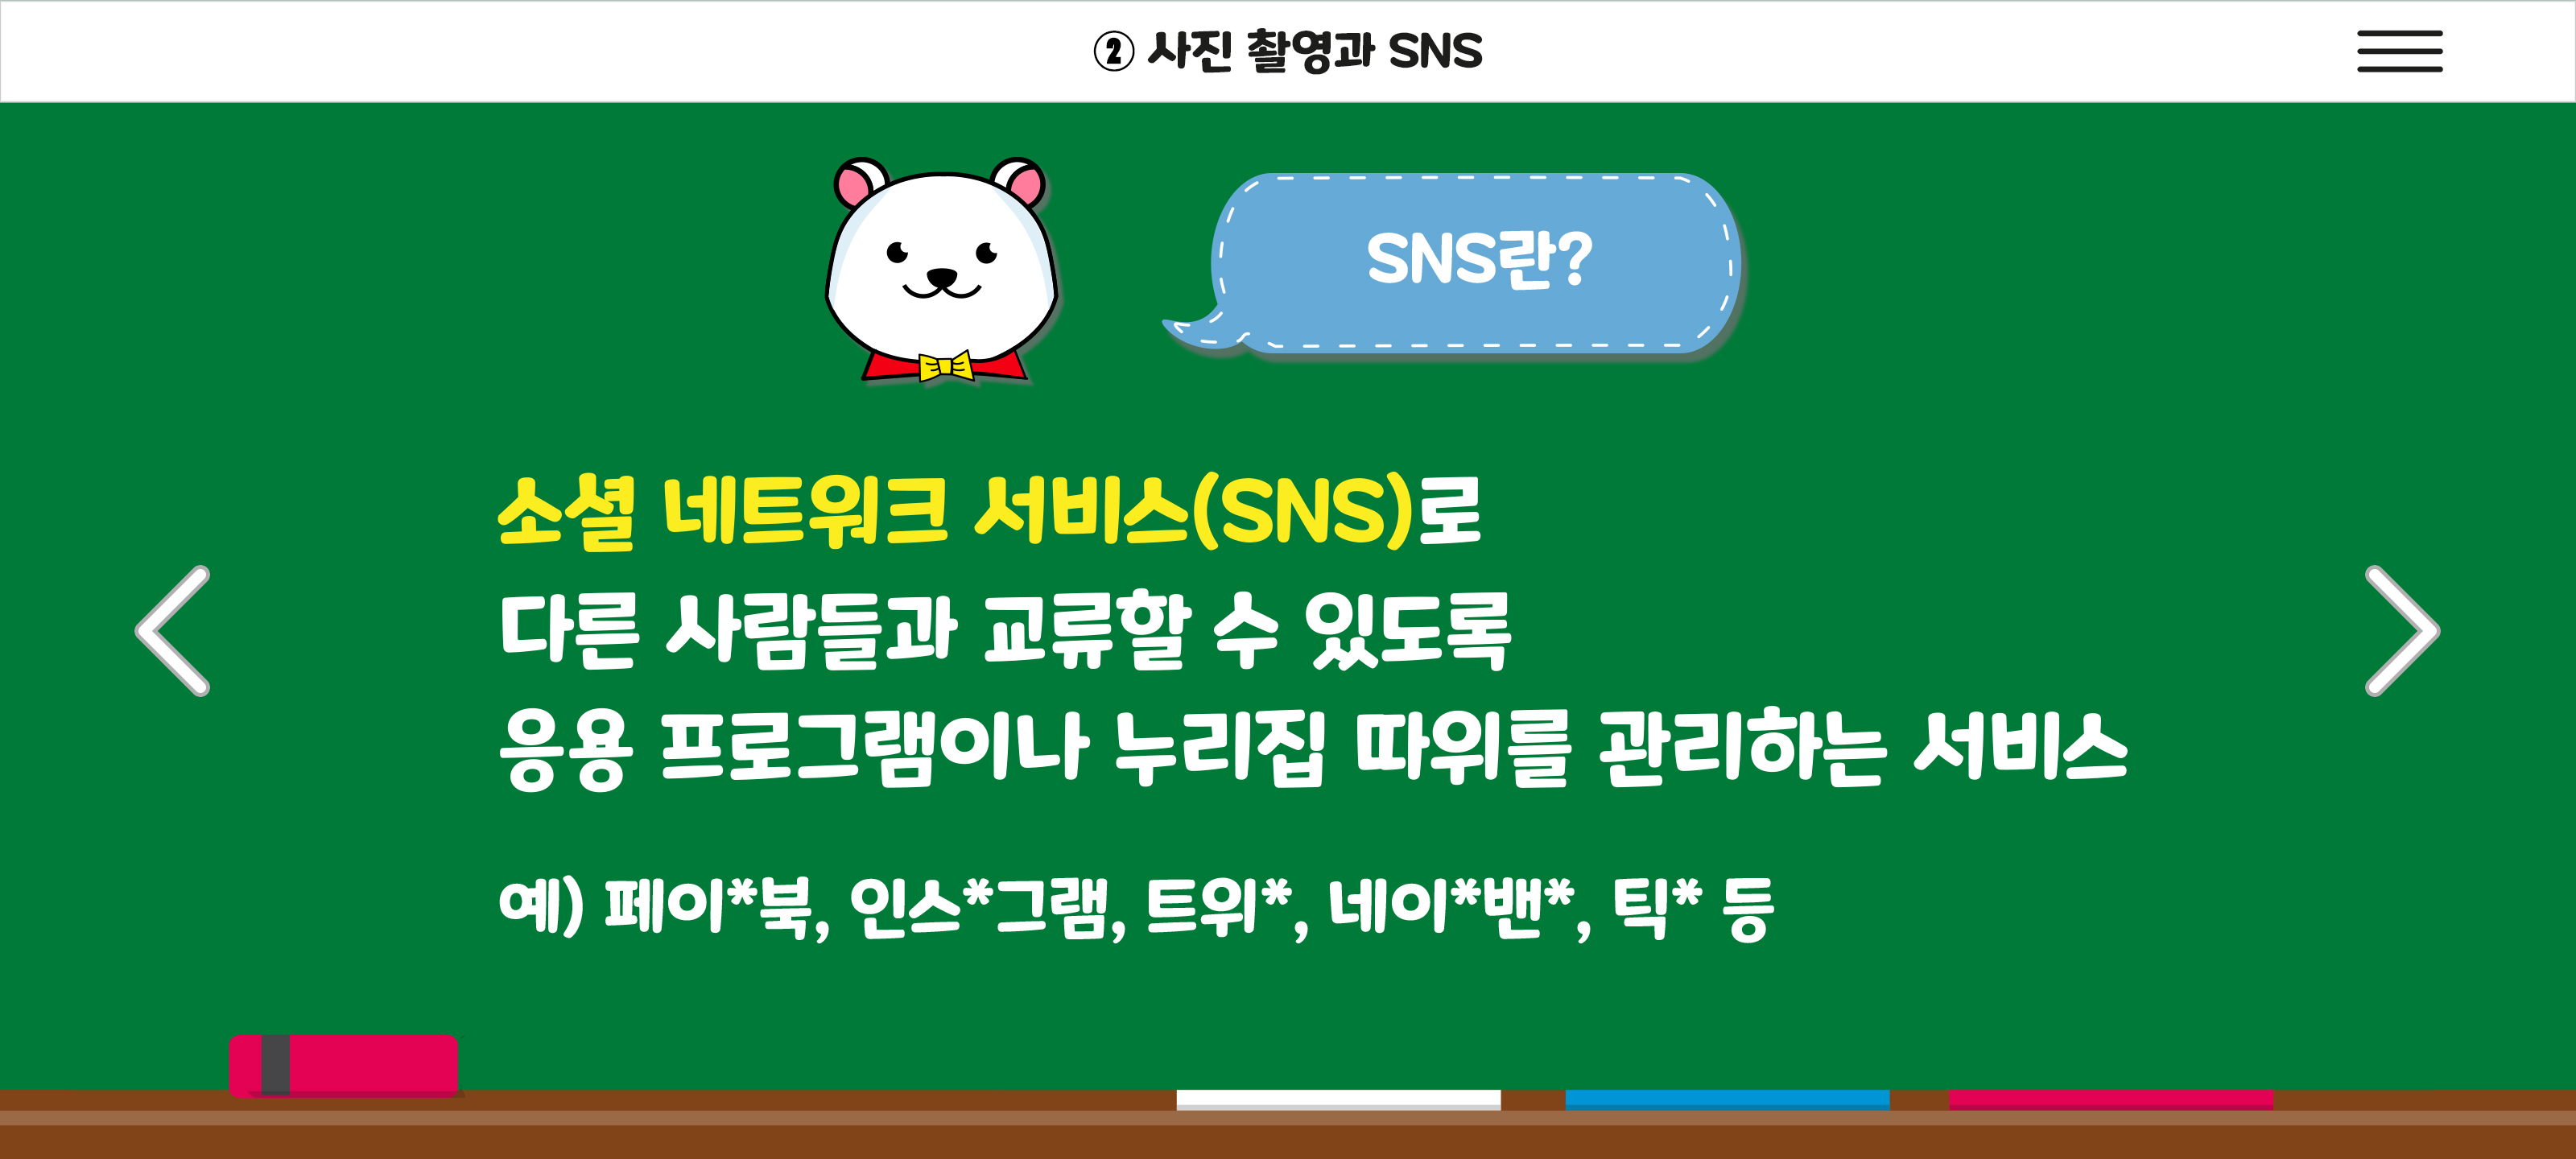 ② 사진 촬영과 SNS
SNS란?
소셜 네트워크 서비스(SNS)로
다른 사람들과 교류할 수 있도록
응용 프로그램이나 누리집 따위를 관리하는 서비스
예) 페이*북, 인스*그램, 트위*, 네이*밴*, 틱* 등